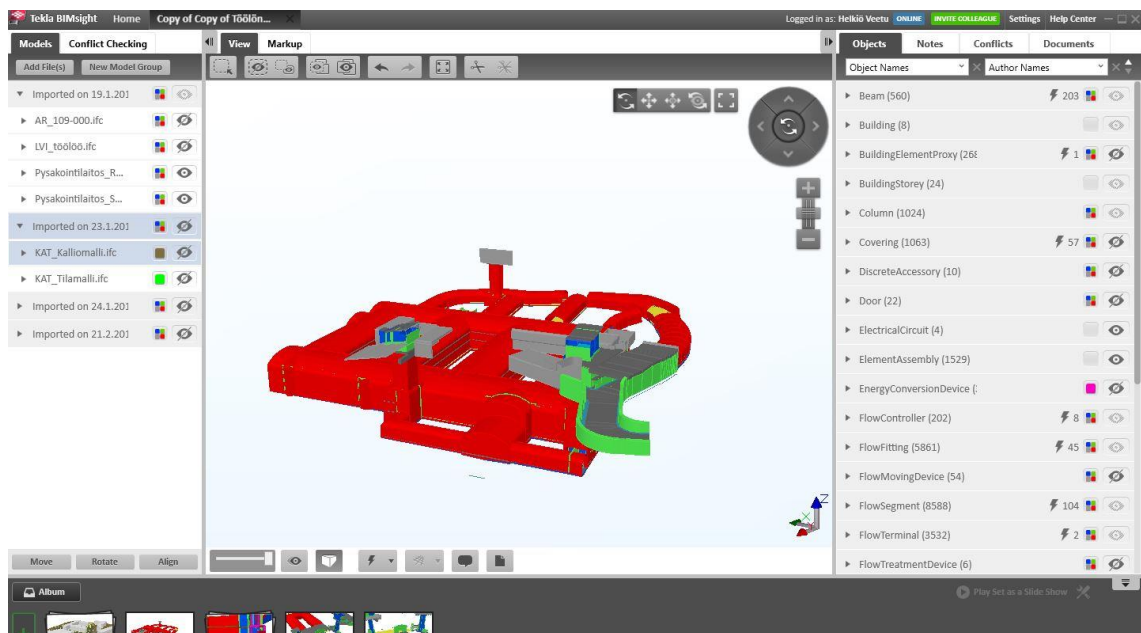 Tekla BIMsight Home Copy of Copy of Töölön... Logged in as: Helkiö Veetu ONLINE INVITE COLLEAGUE Settings Help Center
Models Conflict Checking
Add File(s) New Model Group
Imported on 19.1.201
AR_109-000.ifc
LVI_töölöö.ifc
Pysakointilaitos_R...
Pysakointilaitos_S...
Imported on 23.1.201
KAT_Kalliomalli.ifc
KAT_Tilamalli.ifc
Imported on 24.1.201
Imported on 21.2.201
Move Rotate Align
View Markup
Z
Objects Notes Conflicts Documents
Object Names Author Names
Beam (560) 203
Building (8)
BuildingElementProxy (268 1
BuildingStorey (24)
Column (1024)
Covering (1063) 57
DiscreteAccessory (10)
Door (22)
ElectricalCircuit (4)
ElementAssembly (1529)
EnergyConversionDevice (
FlowController (202) 8
FlowFitting (5861) 45
FlowMovingDevice (54)
FlowSegment (8588) 104
FlowTerminal (3532) 2
FlowTreatmentDevice (6)
Album Play Set as a Slide Show